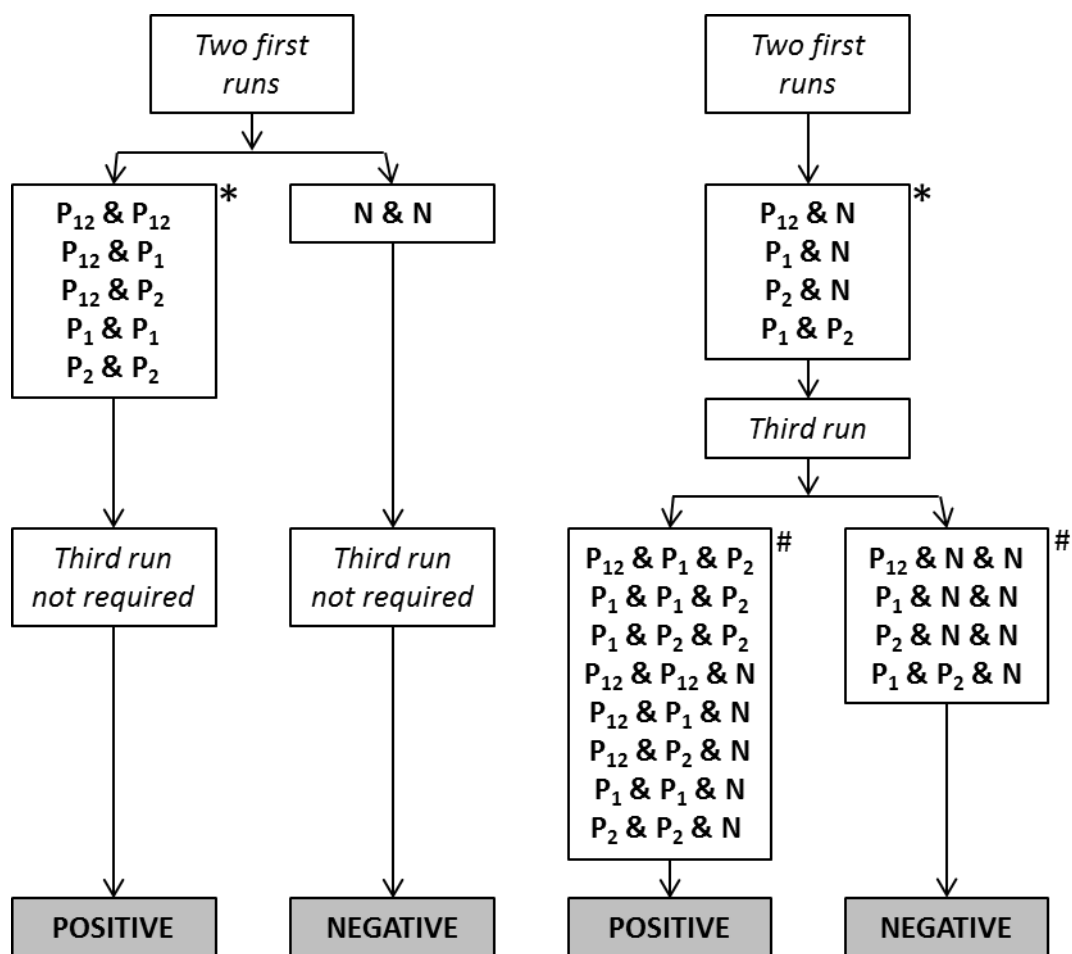 Two first
runs
P₁₂ & P₁₂
P₁₂ & P₁
P₁₂ & P₂
P₁ & P₁
P₂ & P₂
*
N & N
Third run
not required
Third run
not required
POSITIVE
NEGATIVE
Two first
runs
P₁₂ & N
P₁ & N
P₂ & N
P₁ & P₂
*
Third run
P₁₂ & P₁ & P₂
P₁ & P₁ & P₂
P₁ & P₂ & P₂
P₁₂ & P₁₂ & N
P₁₂ & P₁ & N
P₁₂ & P₂ & N
P₁ & P₁ & N
P₂ & P₂ & N
#
P₁₂ & N & N
P₁ & N & N
P₂ & N & N
P₁ & P₂ & N
#
POSITIVE
NEGATIVE